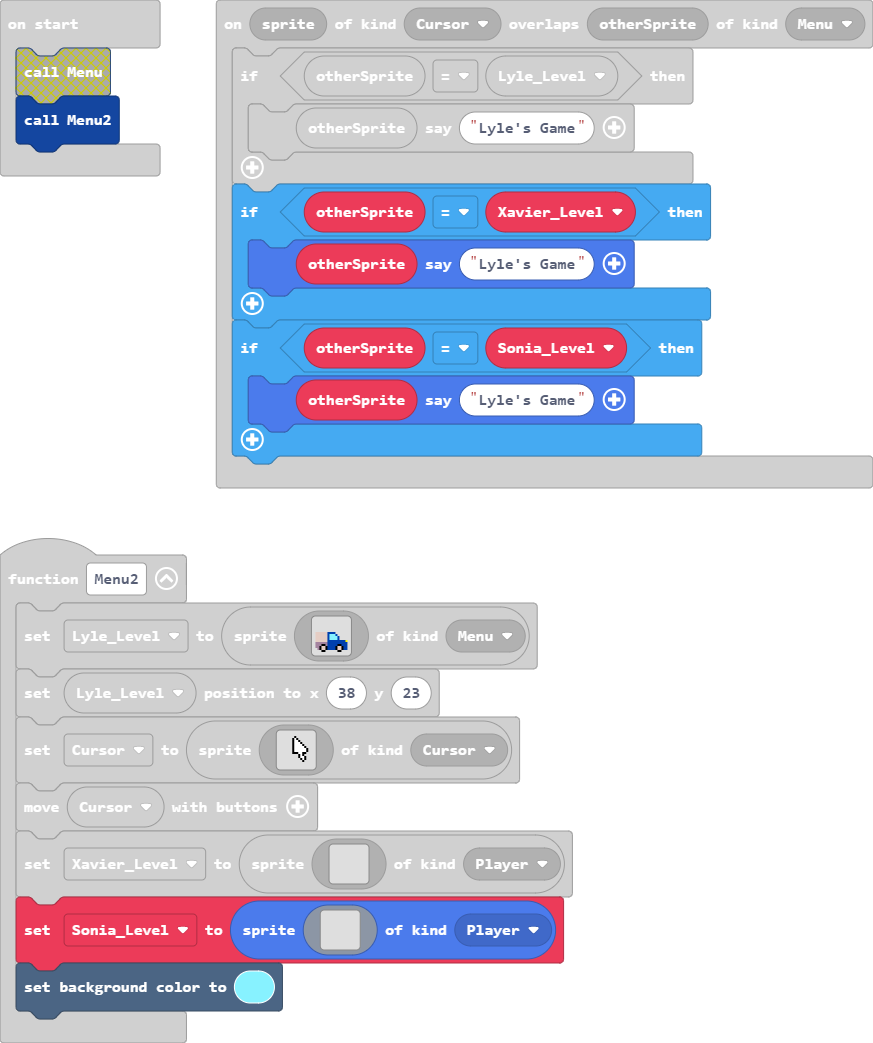 on start
call Menu
call Menu2
on sprite of kind Cursor overlaps otherSprite of kind Menu
if otherSprite = Lyle_Level then
otherSprite say "Lyle's Game"
if otherSprite = Xavier_Level then
otherSprite say "Lyle's Game"
if otherSprite = Sonia_Level then
otherSprite say "Lyle's Game"
function Menu2
set Lyle_Level to sprite of kind Menu
set Lyle_Level position to x 38 y 23
set Cursor to sprite of kind Cursor
move Cursor with buttons
set Xavier_Level to sprite of kind Player
set Sonia_Level to sprite of kind Player
set background color to